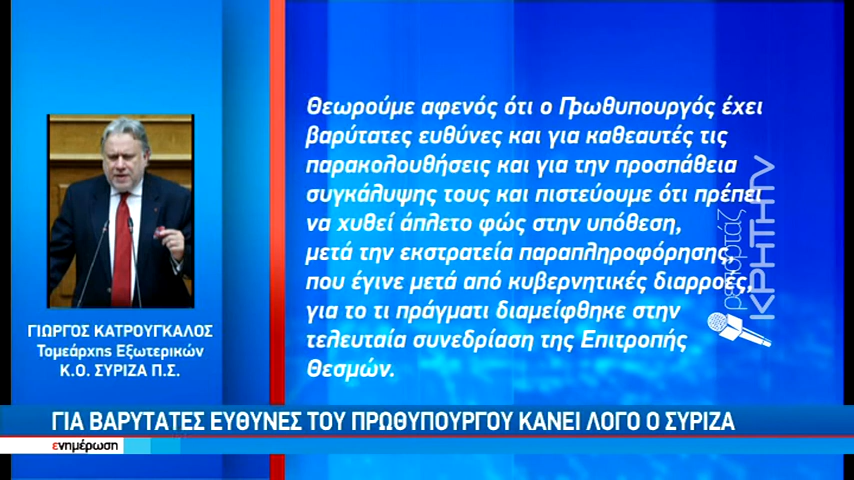 Θεωρούμε αφενός ότι ο Πρωθυπουργός έχει
βαρύτατες ευθύνες και για καθεαυτές τις
παρακολουθήσεις και για την προσπάθεια
συγκάλυψης τους και πιστεύουμε ότι πρέπει
να χυθεί άπλετο φώς στην υπόθεση,
μετά την εκστρατεία παραπληροφόρησης,
που έγινε μετά από κυβερνητικές διαρροές,
για το τι πράγματι διαμείφθηκε στην
τελευταία συνεδρίαση της Επιτροπής
Θεσμών.
ΓΙΩΡΓΟΣ ΚΑΤΡΟΥΓΚΑΛΟΣ
Τομεάρχης Εξωτερικών
Κ.Ο. ΣΥΡΙΖΑ Π.Σ.
ρεπορτάζ
ΚΡΗΤΗ TV
ΓΙΑ ΒΑΡΥΤΑΤΕΣ ΕΥΘΥΝΕΣ ΤΟΥ ΠΡΩΘΥΠΟΥΡΓΟΥ ΚΑΝΕΙ ΛΟΓΟ Ο ΣΥΡΙΖΑ
ενημέρωση